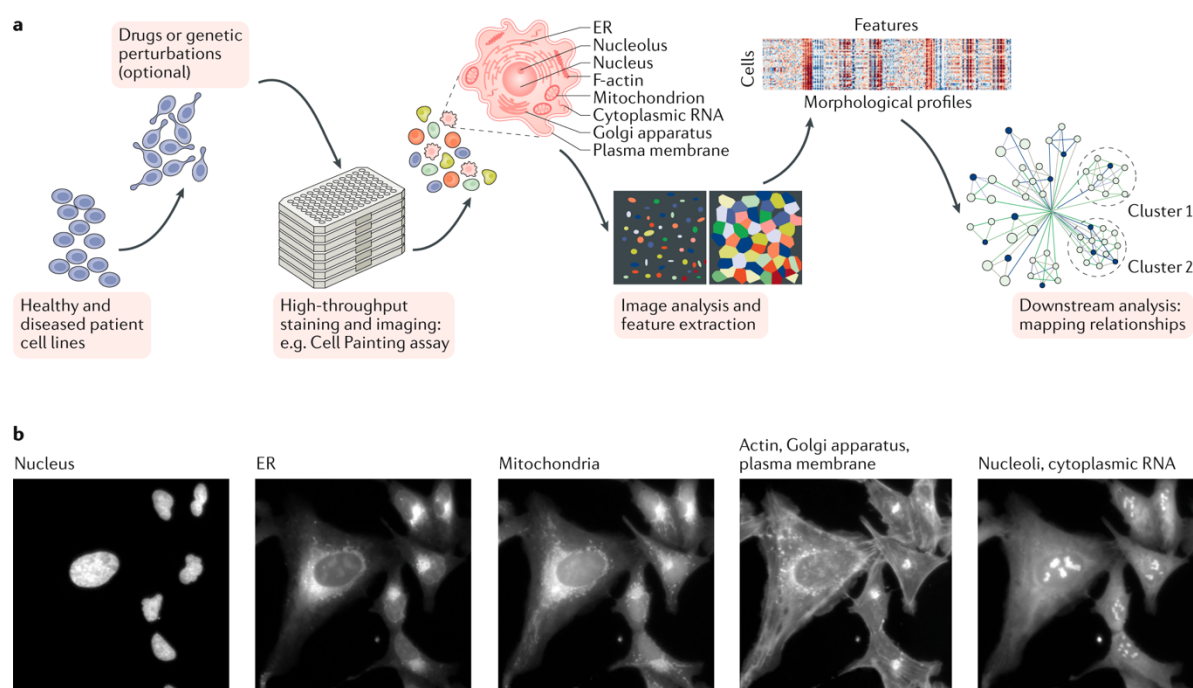 a
Drugs or genetic
perturbations
(optional)
Healthy and
diseased patient
cell lines
High-throughput
staining and imaging:
e.g. Cell Painting assay
ER
Nucleolus
Nucleus
F-actin
Mitochondrion
Cytoplasmic RNA
Golgi apparatus
Plasma membrane
Image analysis and
feature extraction
Features
Cells
Morphological profiles
Cluster 1
Cluster 2
Downstream analysis:
mapping relationships
b
Nucleus
ER
Mitochondria
Actin, Golgi apparatus,
plasma membrane
Nucleoli, cytoplasmic RNA